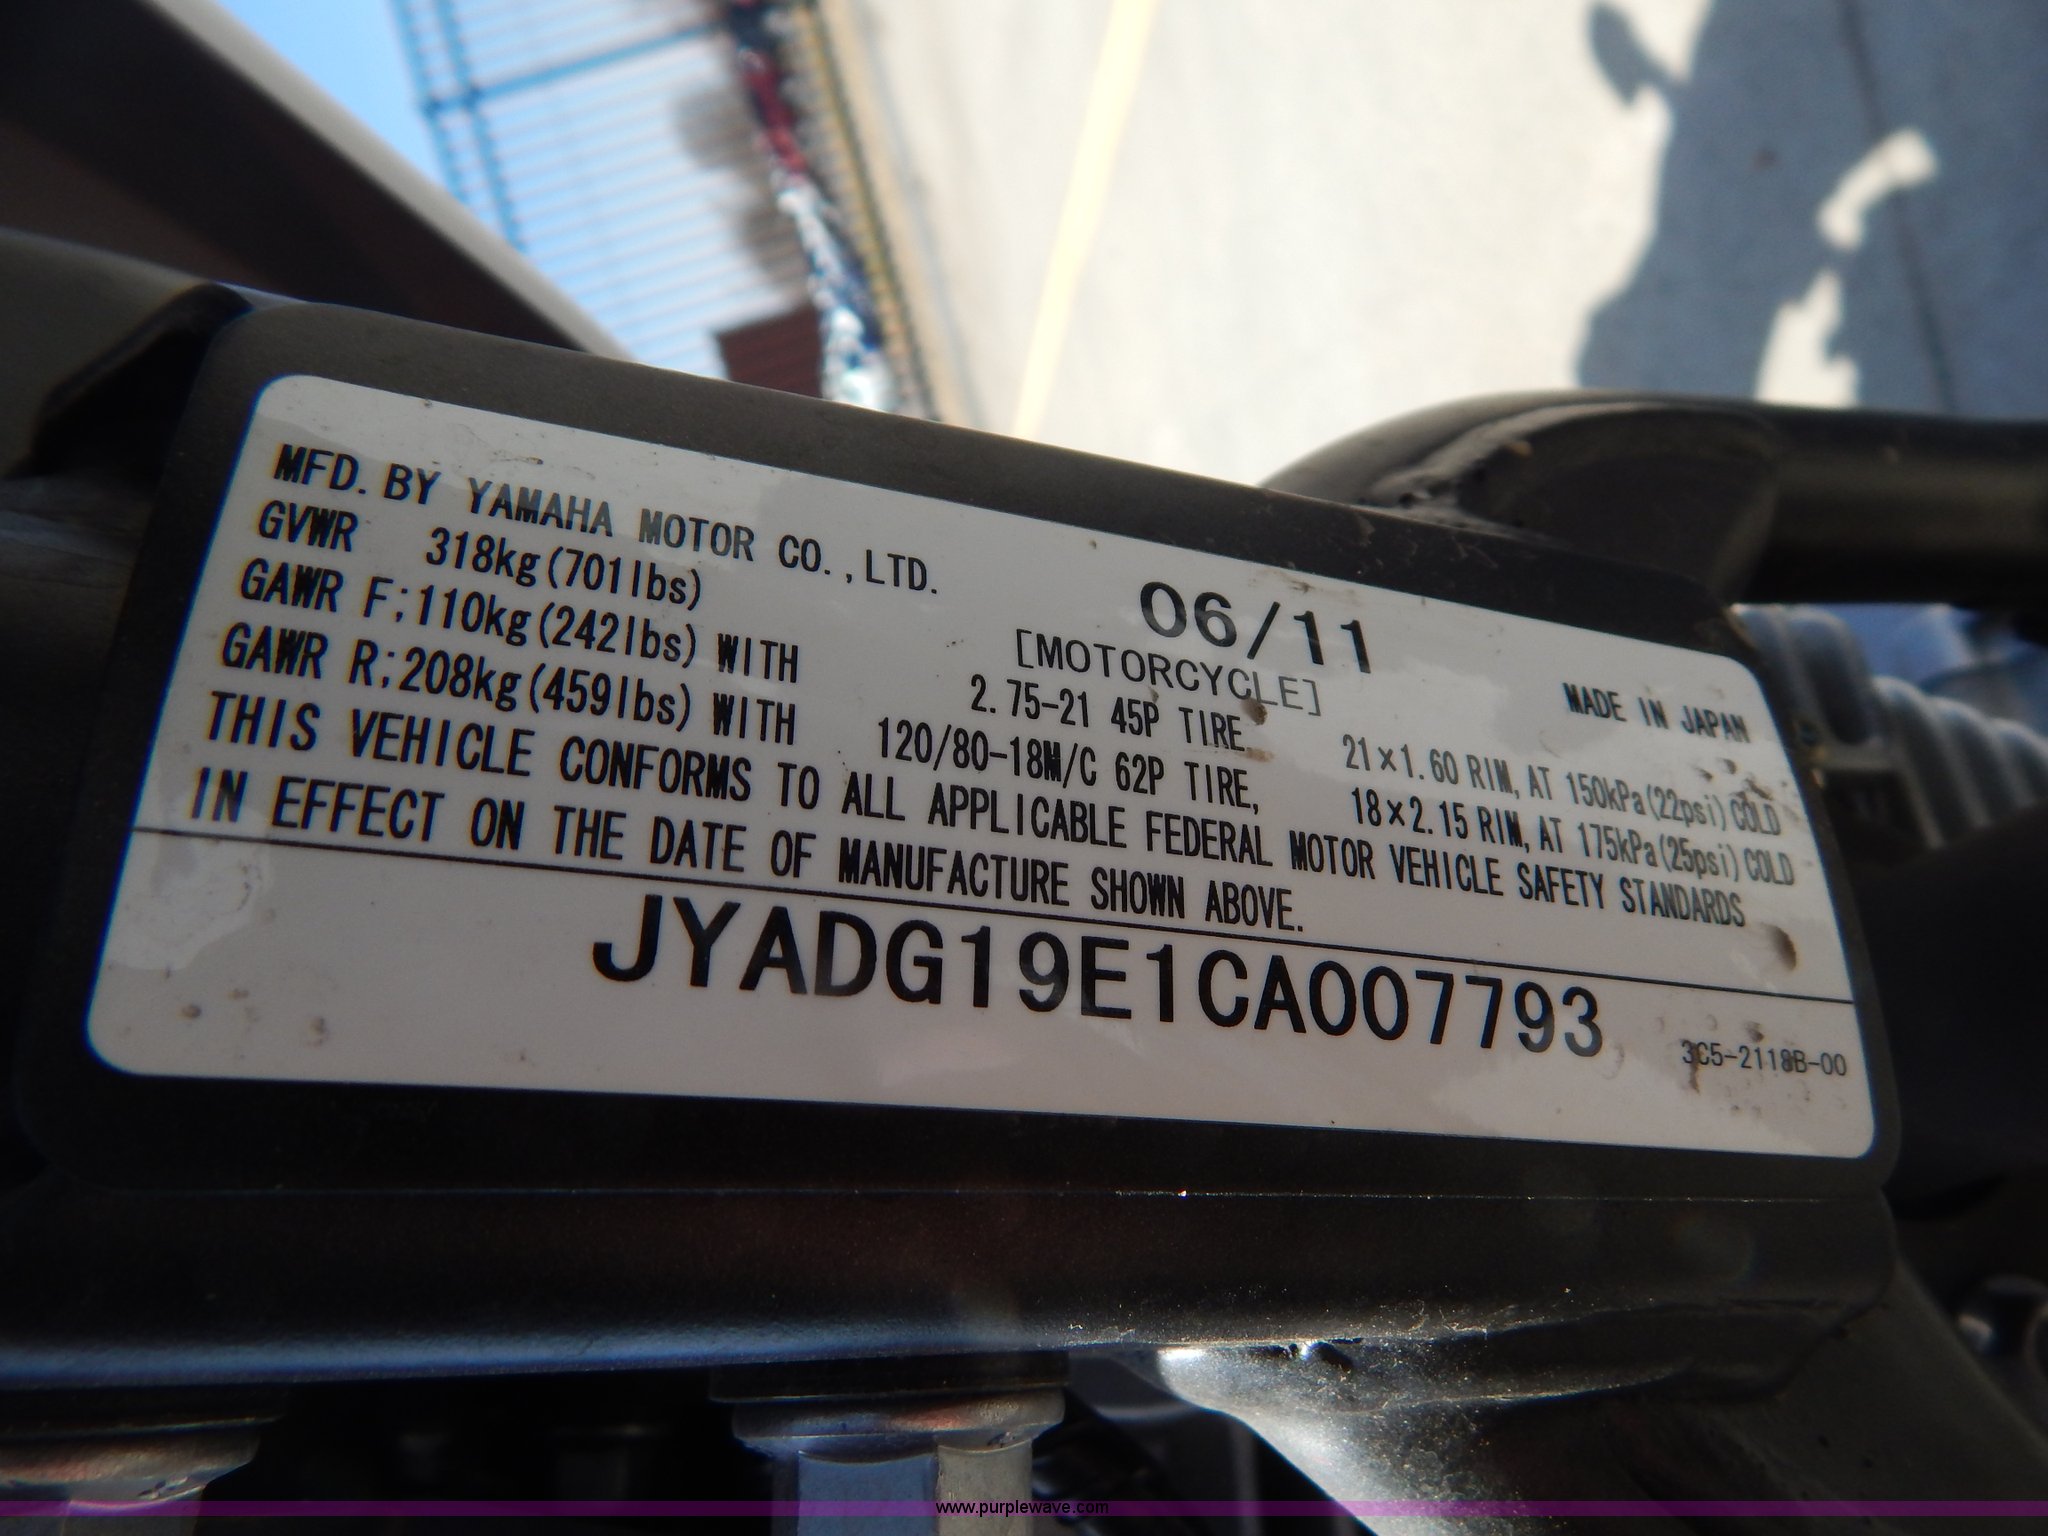 MFD. BY YAMAHA MOTOR CO.,LTD.
06/11
MADE IN JAPAN
GVWR 318kg(701lbs)
[MOTORCYCLE]
GAWR F;110kg(242lbs) WITH 2.75-21 45P TIRE, 21×1.60 RIM, AT 150kPa(22psi) COLD
GAWR R;208kg(459lbs) WITH 120/80-18M/C 62P TIRE, 18×2.15 RIM, AT 175kPa(25psi) COLD
THIS VEHICLE CONFORMS TO ALL APPLICABLE FEDERAL MOTOR VEHICLE SAFETY STANDARDS
IN EFFECT ON THE DATE OF MANUFACTURE SHOWN ABOVE.
JYADG19E1CA007793
3C5-2118B-00
www.purplewave.com